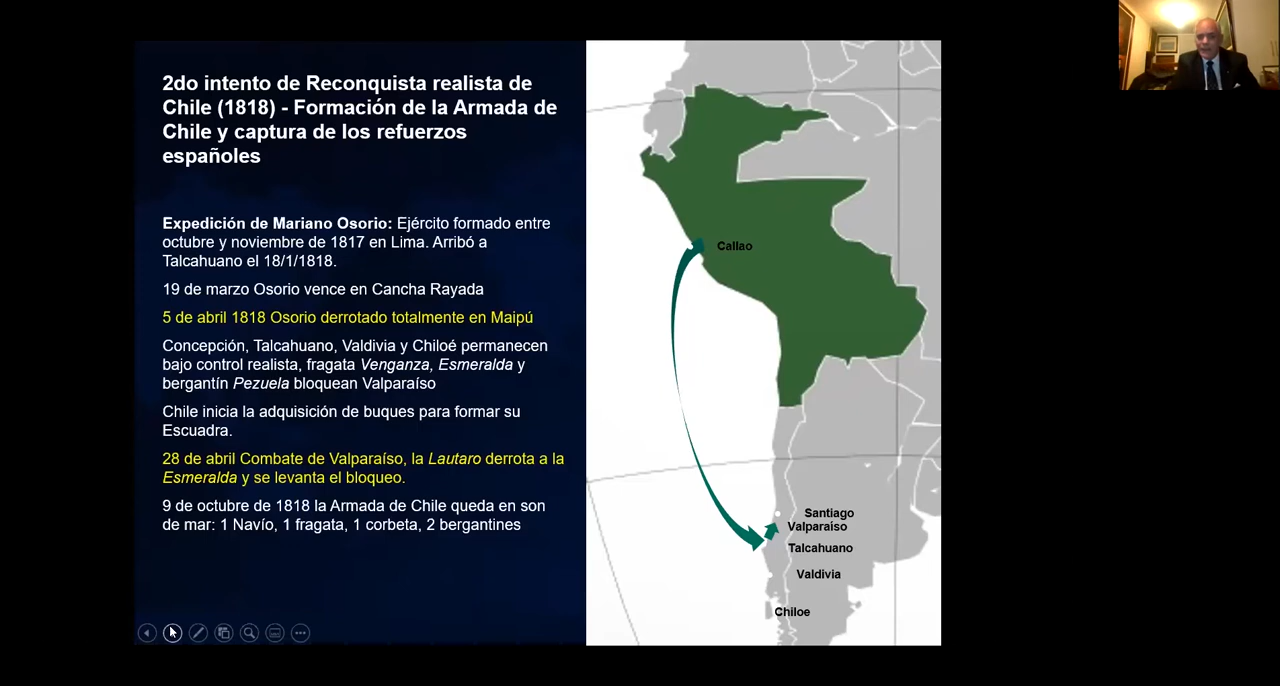 2do intento de Reconquista realista de
Chile (1818) - Formación de la Armada de
Chile y captura de los refuerzos
españoles
Expedición de Mariano Osorio: Ejército formado entre
octubre y noviembre de 1817 en Lima. Arribó a
Talcahuano el 18/1/1818.
19 de marzo Osorio vence en Cancha Rayada
5 de abril 1818 Osorio derrotado totalmente en Maipú
Concepción, Talcahuano, Valdivia y Chiloé permanecen
bajo control realista, fragata Venganza, Esmeralda y
bergantín Pezuela bloquean Valparaíso
Chile inicia la adquisición de buques para formar su
Escuadra.
28 de abril Combate de Valparaíso, la Lautaro derrota a la
Esmeralda y se levanta el bloqueo.
9 de octubre de 1818 la Armada de Chile queda en son
de mar: 1 Navío, 1 fragata, 1 corbeta, 2 bergantines
Callao
Santiago
Valparaíso
Talcahuano
Valdivia
Chiloe